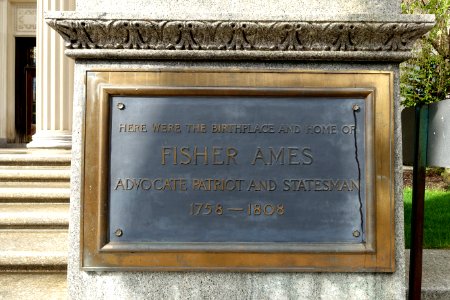 HERE WERE THE BIRTHPLACE AND HOME OF
FISHER AMES
ADVOCATE PATRIOT AND STATESMAN
1758 — 1808